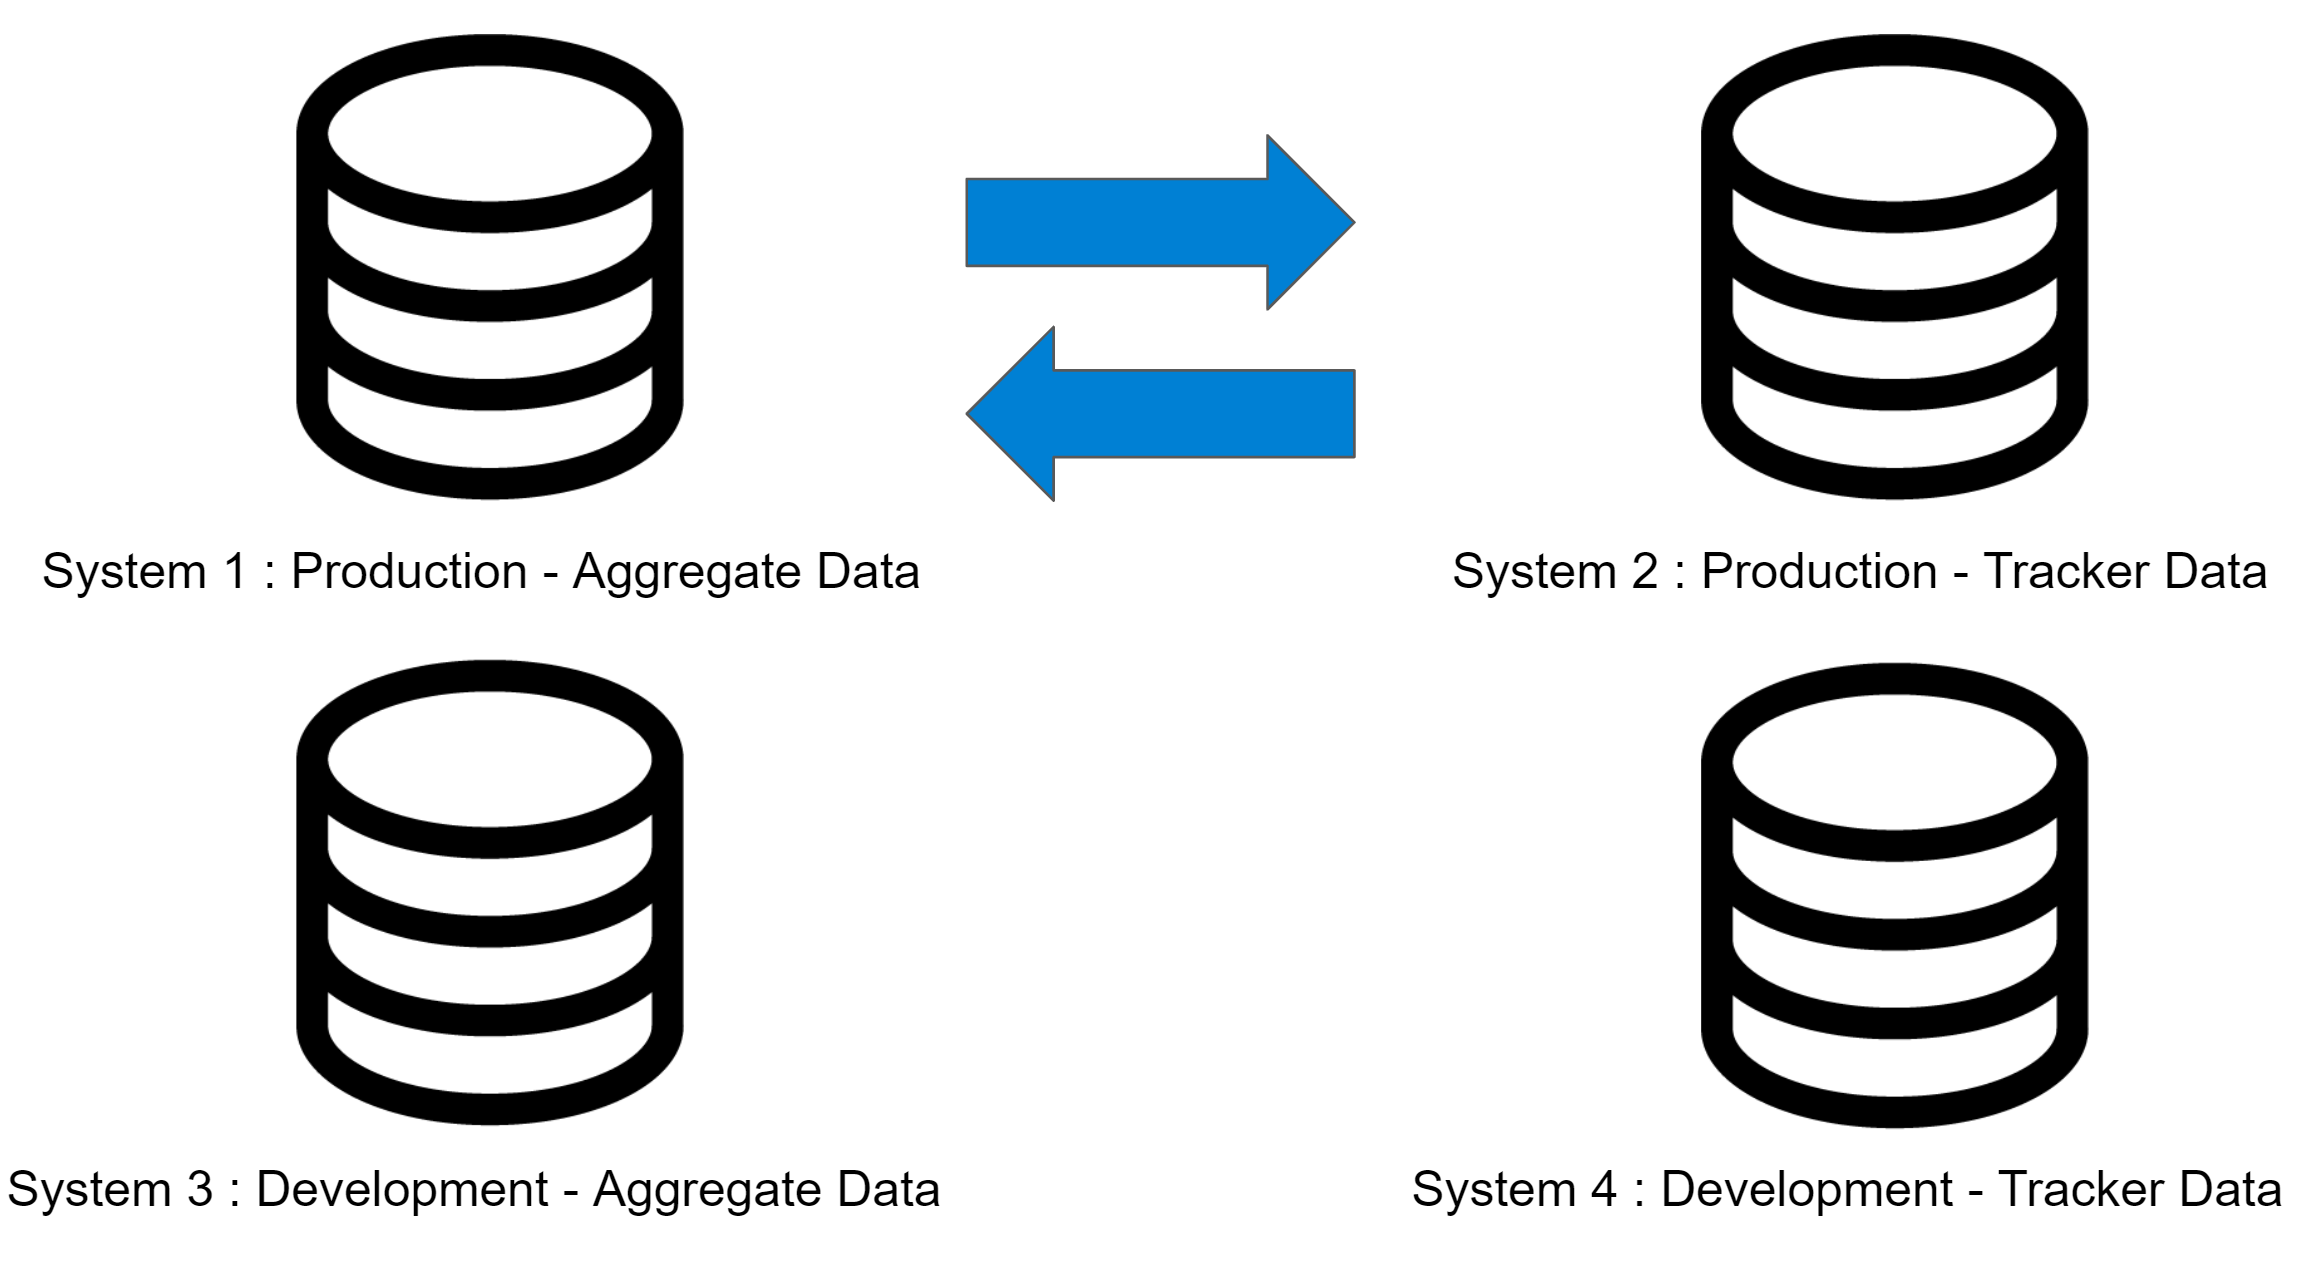 System 1 : Production - Aggregate Data
System 2 : Production - Tracker Data
System 3 : Development - Aggregate Data
System 4 : Development - Tracker Data